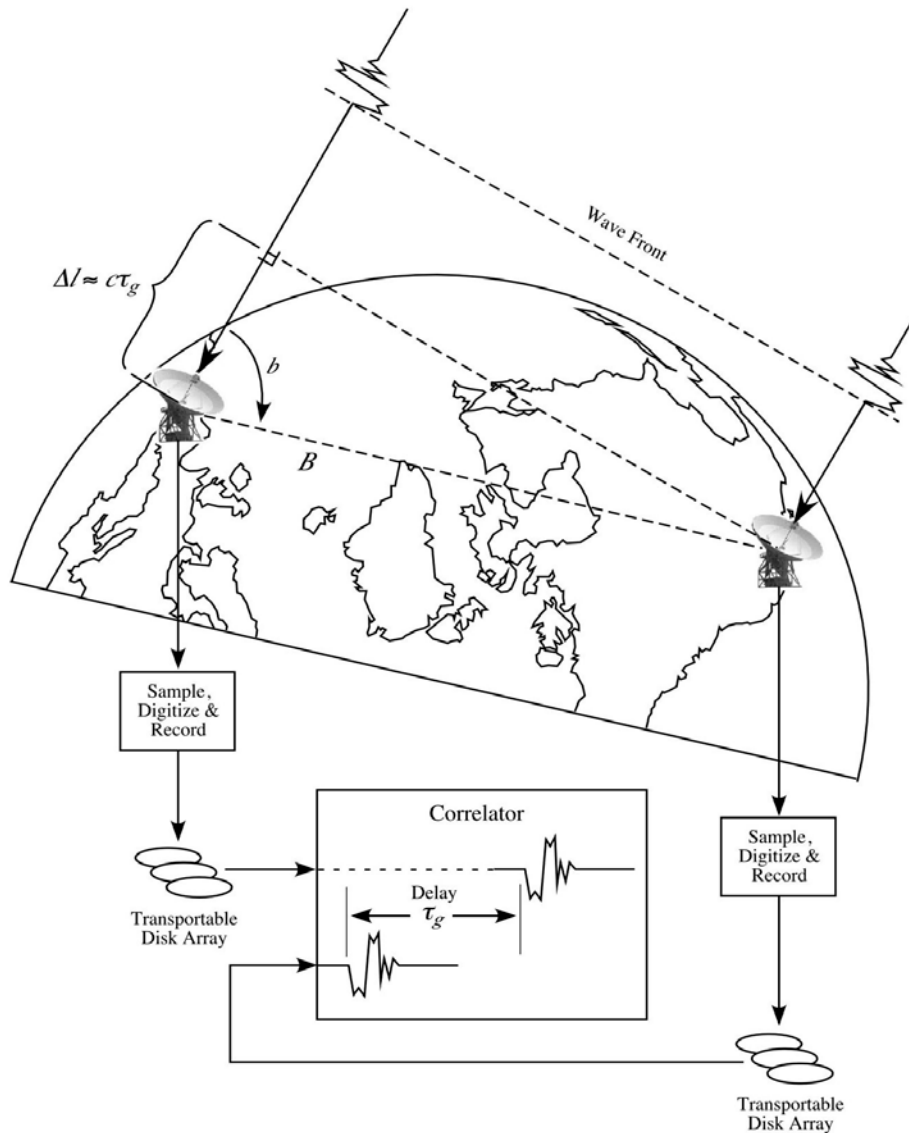 Wave Front
Δl ≈ cτg
b
B
Sample,
Digitize &
Record
Correlator
Sample,
Digitize &
Record
Delay
τg
Transportable
Disk Array
Transportable
Disk Array